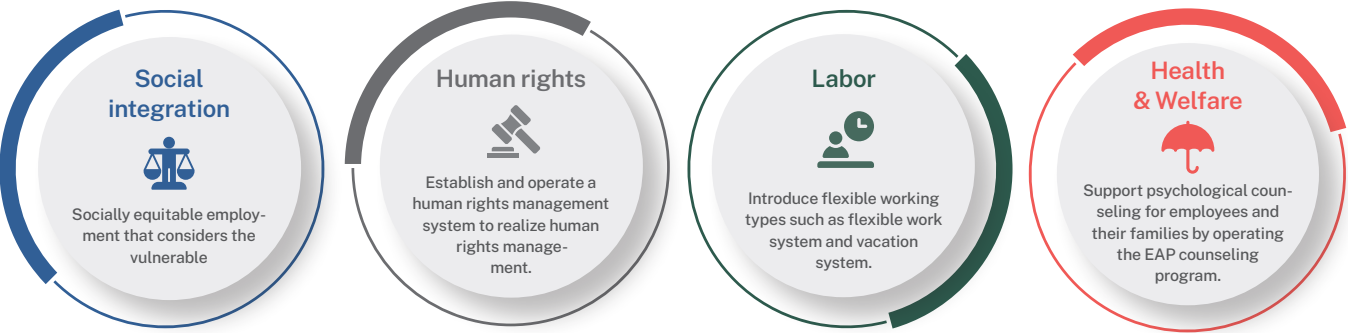 Social
integration
Socially equitable employ-
ment that considers the
vulnerable
Human rights
Establish and operate a
human rights management
system to realize human
rights manage-
ment.
Labor
Introduce flexible working
types such as flexible work
system and vacation
system.
Health
& Welfare
Support psychological coun-
seling for employees and
their families by operating
the EAP counseling
program.